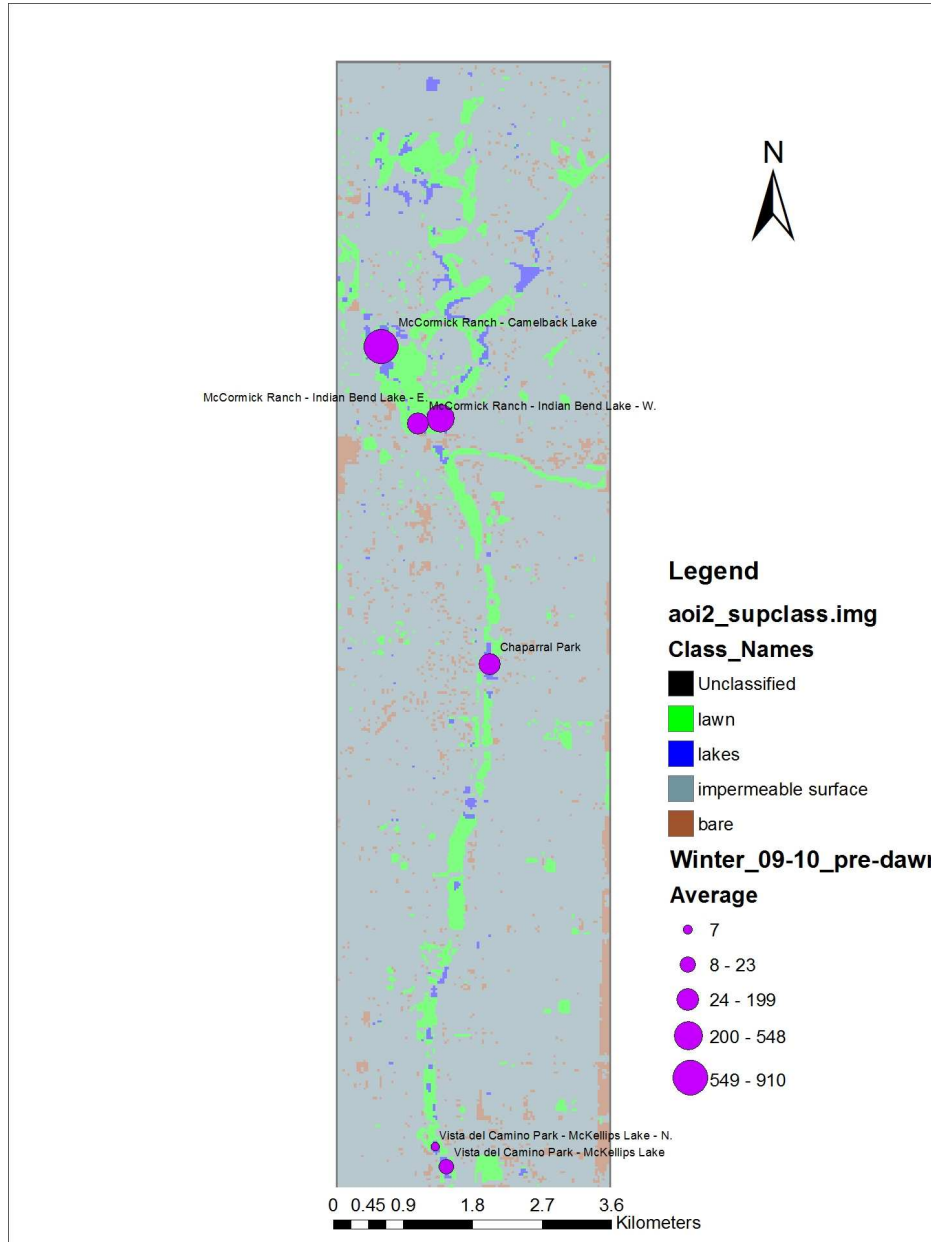 N
McCormick Ranch - Camelback Lake
McCormick Ranch - Indian Bend Lake - E.
McCormick Ranch - Indian Bend Lake - W.
Chaparral Park
Legend
aoi2_supclass.img
Class_Names
Unclassified
lawn
lakes
impermeable surface
bare
Winter_09-10_pre-dawn
Average
7
8 - 23
24 - 199
200 - 548
549 - 910
Vista del Camino Park - McKellips Lake - N.
Vista del Camino Park - McKellips Lake
0 0.45 0.9 1.8 2.7 3.6
Kilometers